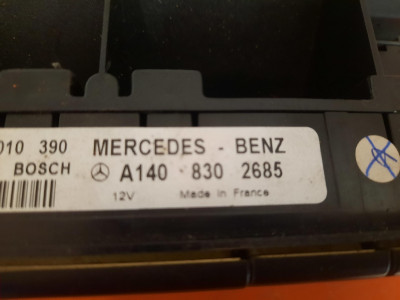 010 390 MERCEDES - BENZ
BOSCH A140 830 2685
12V Made in France